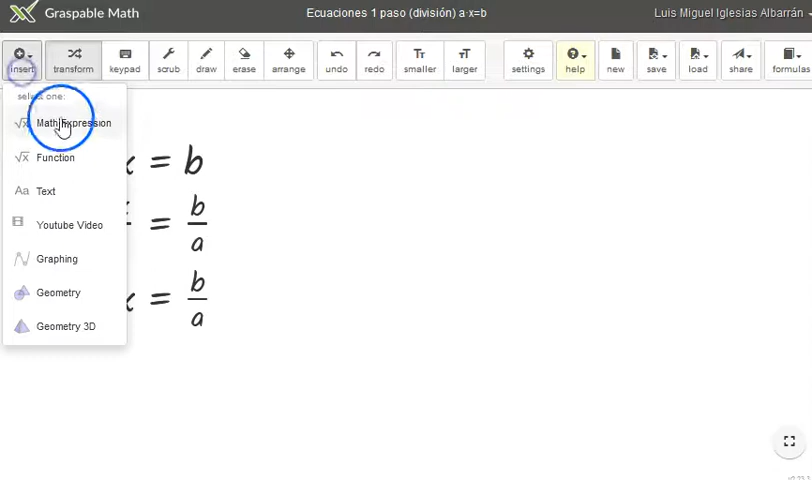 Graspable Math
Ecuaciones 1 paso (división) a·x=b
Luis Miguel Iglesias Albarrán
insert
transform
keypad
scrub
draw
erase
arrange
undo
redo
smaller
larger
settings
help
new
save
load
share
formulas
select one:
Math Expression
Function
Aa Text
Youtube Video
Graphing
Geometry
Geometry 3D
x = b
= b/a
x = b/a